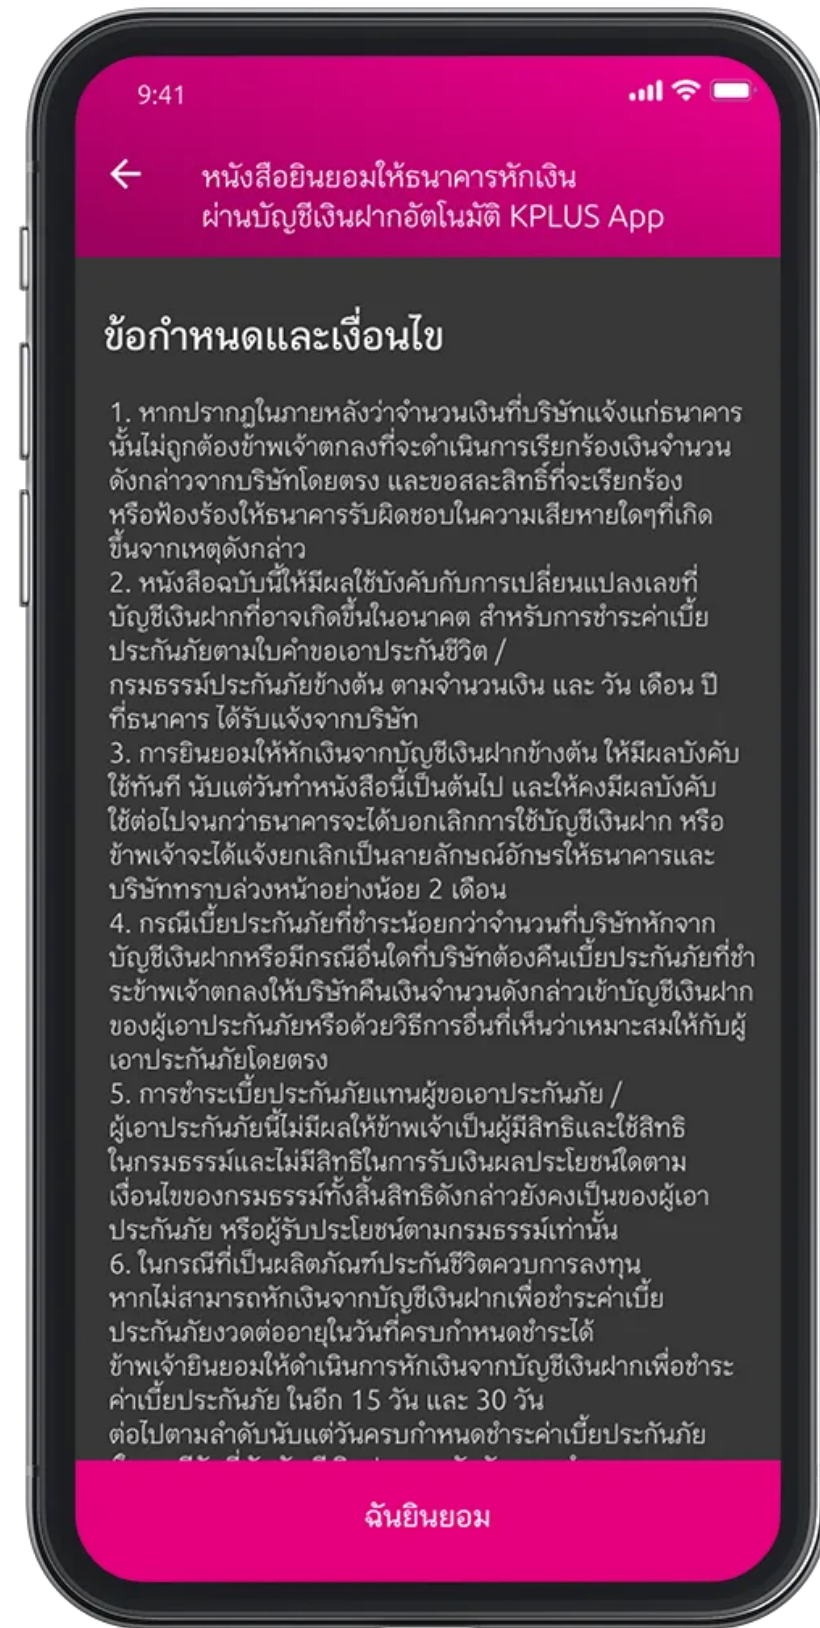 9:41
หนังสือยินยอมให้ธนาคารหักเงิน
ผ่านบัญชีเงินฝากอัตโนมัติ KPLUS App
ข้อกำหนดและเงื่อนไข
1. หากปรากฏในภายหลังว่าจำนวนเงินที่บริษัทแจ้งแก่ธนาคาร
นั้นไม่ถูกต้องข้าพเจ้าตกลงที่จะดำเนินการเรียกร้องเงินจำนวน
ดังกล่าวจากบริษัทโดยตรง และขอสละสิทธิ์ที่จะเรียกร้อง
หรือฟ้องร้องให้ธนาคารรับผิดชอบในความเสียหายใดๆที่เกิด
ขึ้นจากเหตุดังกล่าว
2. หนังสือฉบับนี้ให้มีผลใช้บังคับกับการเปลี่ยนแปลงเลขที่
บัญชีเงินฝากที่อาจเกิดขึ้นในอนาคต สำหรับการชำระค่าเบี้ย
ประกันภัยตามใบคำขอเอาประกันชีวิต /
กรมธรรม์ประกันภัยข้างต้น ตามจำนวนเงิน และ วัน เดือน ปี
ที่ธนาคาร ได้รับแจ้งจากบริษัท
3. การยินยอมให้หักเงินจากบัญชีเงินฝากข้างต้น ให้มีผลบังคับ
ใช้ทันที นับแต่วันทำหนังสือนี้เป็นต้นไป และให้คงมีผลบังคับ
ใช้ต่อไปจนกว่าธนาคารจะได้บอกเลิกการใช้บัญชีเงินฝาก หรือ
ข้าพเจ้าจะได้แจ้งยกเลิกเป็นลายลักษณ์อักษรให้ธนาคารและ
บริษัททราบล่วงหน้าอย่างน้อย 2 เดือน
4. กรณีเบี้ยประกันภัยที่ชำระน้อยกว่าจำนวนที่บริษัทหักจาก
บัญชีเงินฝากหรือมีกรณีอื่นใดที่บริษัทต้องคืนเบี้ยประกันภัยที่ชำ
ระข้าพเจ้าตกลงให้บริษัทคืนเงินจำนวนดังกล่าวเข้าบัญชีเงินฝาก
ของผู้เอาประกันภัยหรือด้วยวิธีการอื่นที่เห็นว่าเหมาะสมให้กับผู้
เอาประกันภัยโดยตรง
5. การชำระเบี้ยประกันภัยแทนผู้ขอเอาประกันภัย /
ผู้เอาประกันภัยนี้ไม่มีผลให้ข้าพเจ้าเป็นผู้มีสิทธิและใช้สิทธิ
ในกรมธรรม์และไม่มีสิทธิในการรับเงินผลประโยชน์ใดตาม
เงื่อนไขของกรมธรรม์ทั้งสิ้นสิทธิดังกล่าวยังคงเป็นของผู้เอา
ประกันภัย หรือผู้รับประโยชน์ตามกรมธรรม์เท่านั้น
6. ในกรณีที่เป็นผลิตภัณฑ์ประกันชีวิตควบการลงทุน
หากไม่สามารถหักเงินจากบัญชีเงินฝากเพื่อชำระค่าเบี้ย
ประกันภัยงวดต่ออายุในวันที่ครบกำหนดชำระได้
ข้าพเจ้ายินยอมให้ดำเนินการหักเงินจากบัญชีเงินฝากเพื่อชำระ
ค่าเบี้ยประกันภัย ในอีก 15 วัน และ 30 วัน
ต่อไปตามลำดับนับแต่วันครบกำหนดชำระค่าเบี้ยประกันภัย
ฉันยินยอม